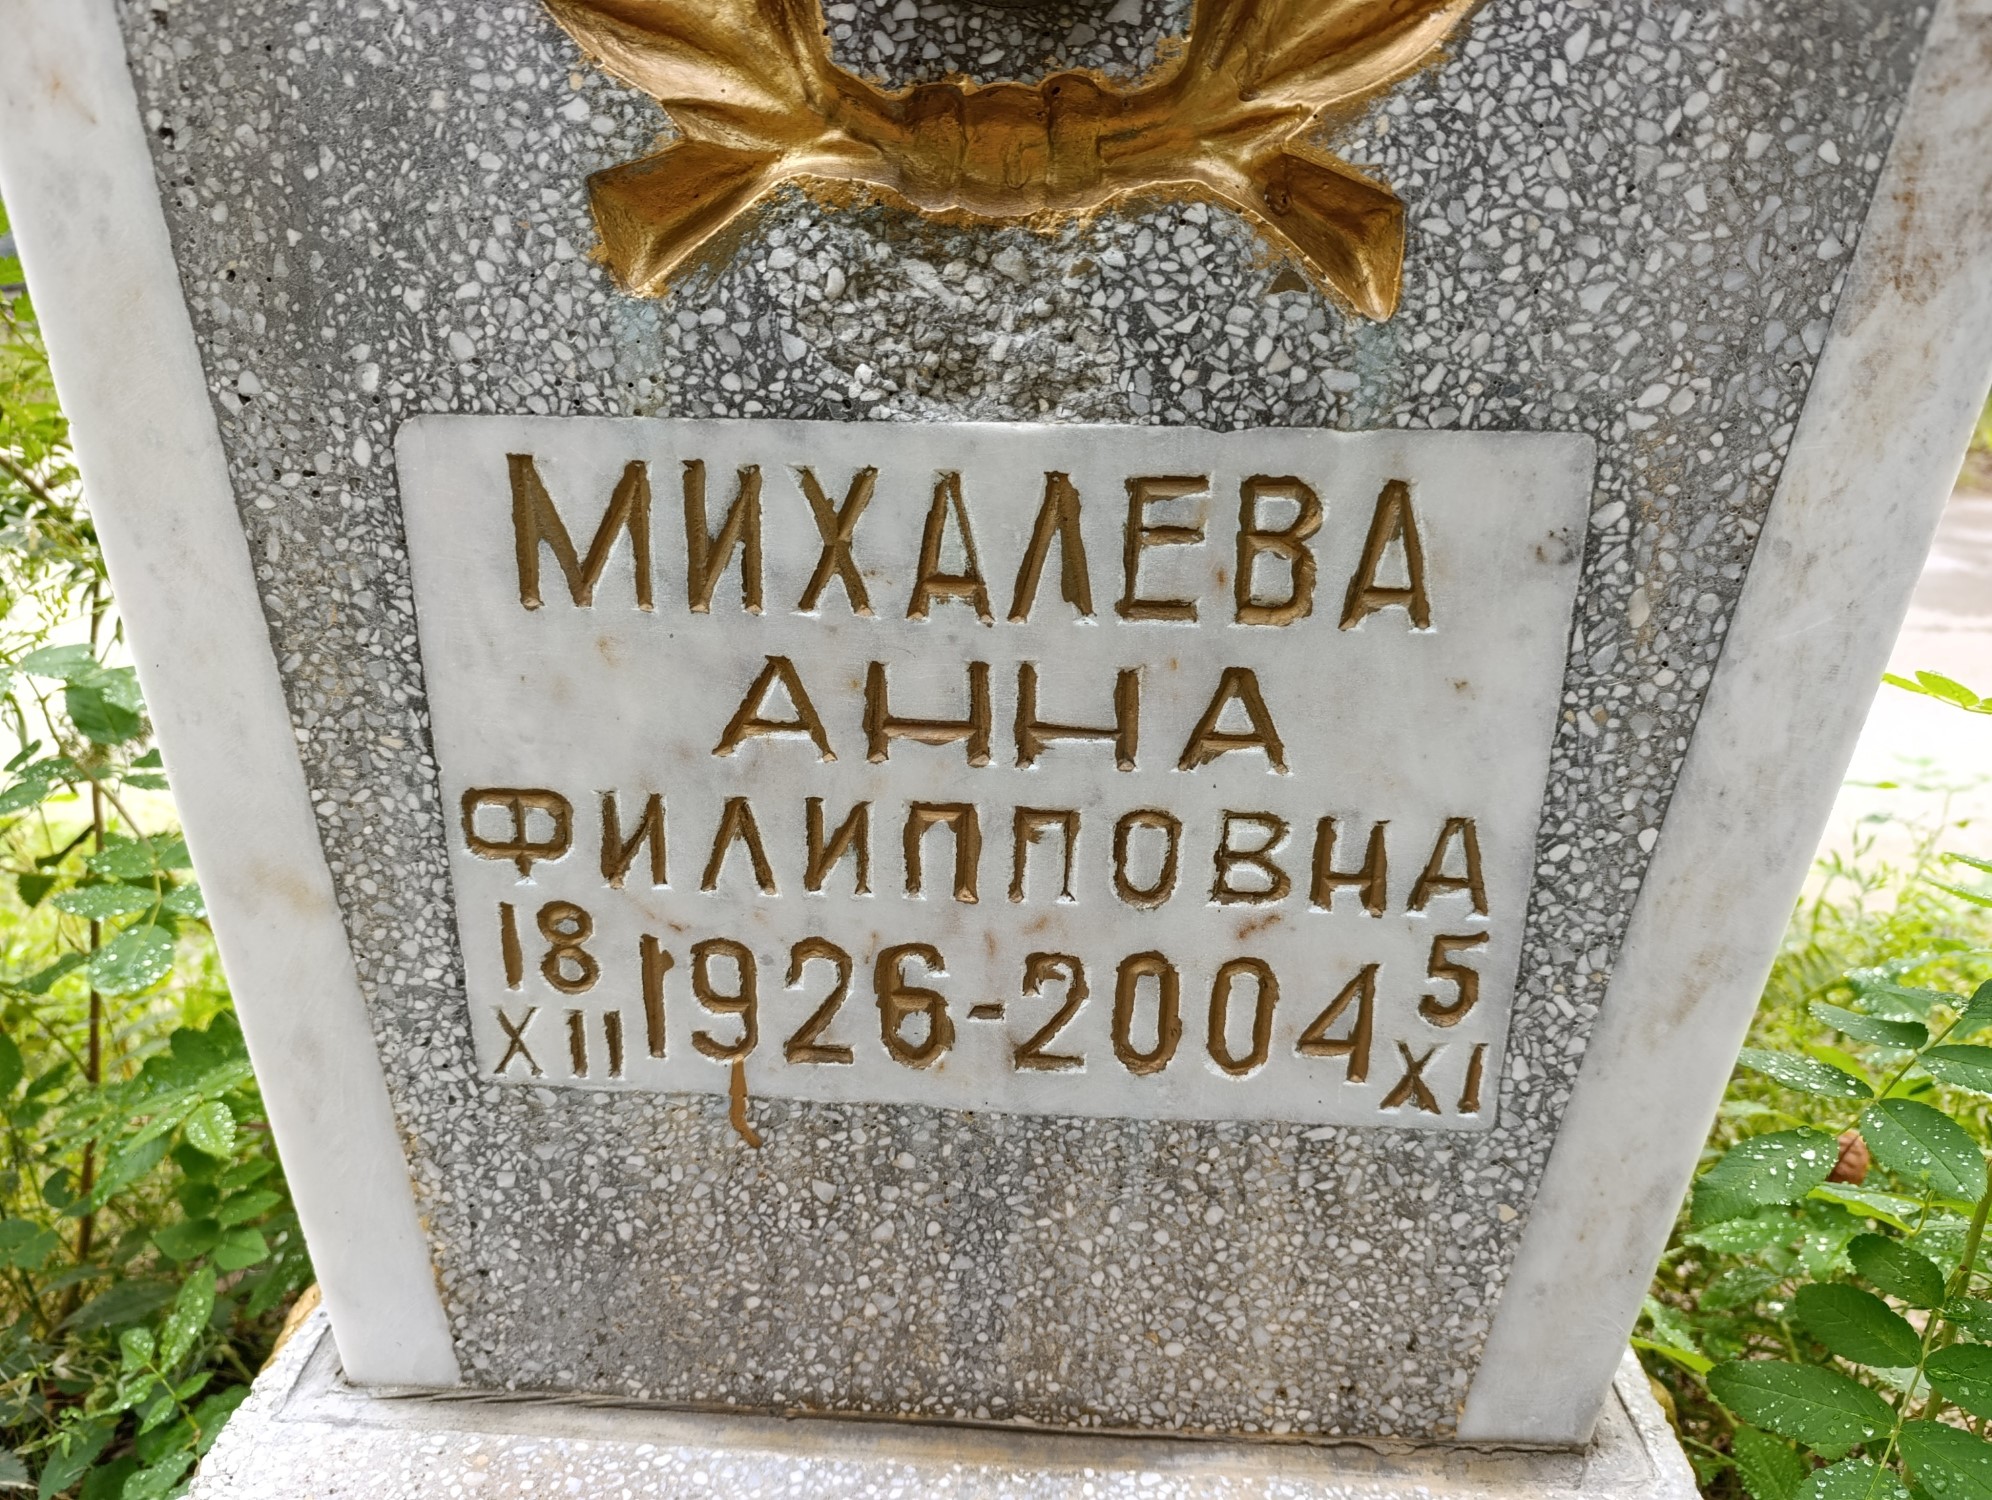 МИХАЛЕВА
АННА
ФИЛИППОВНА
18 XII 1926-2004 5 XI